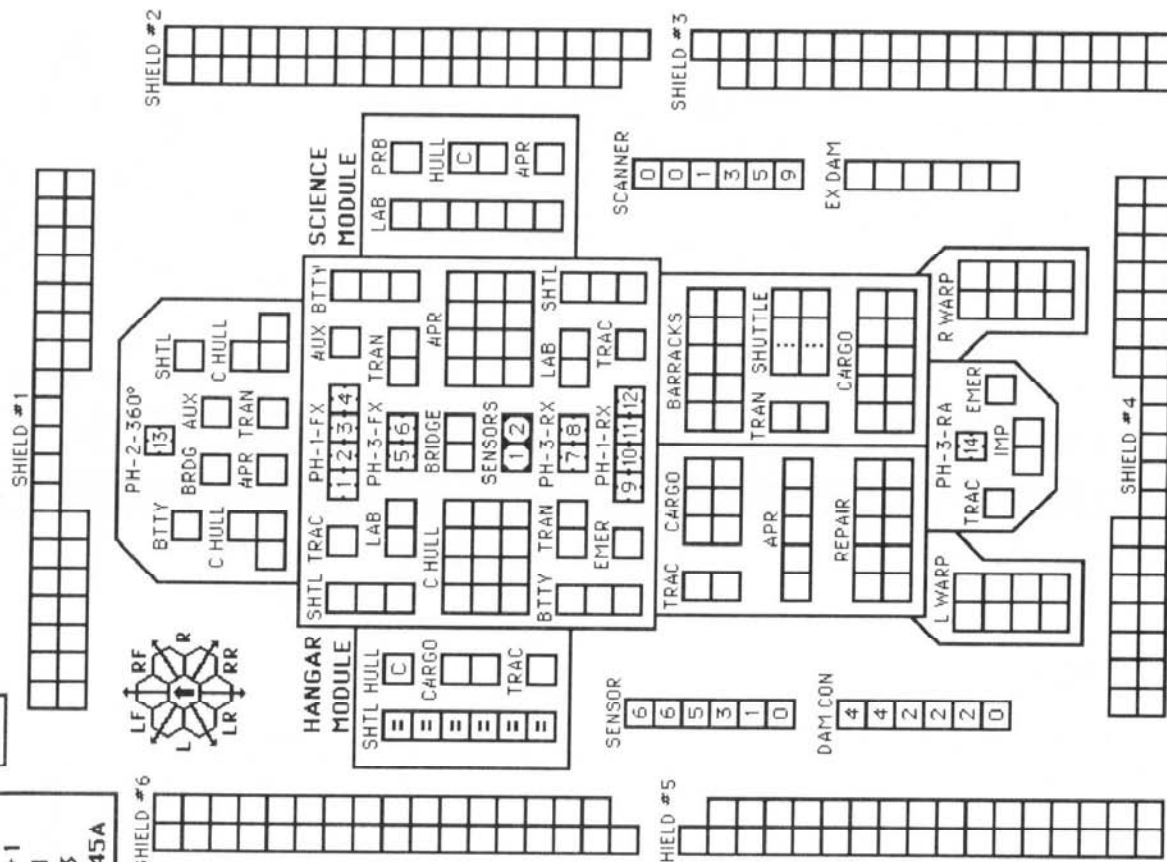 SHIELD #1
SHIELD #2
SHIELD #3
SHIELD #4
SHIELD #5
SHIELD #6
#1
45A
LF RF
L R
LR RR
PH-2-360°
13
BTTY BRDG AUX SHTL
C HULL APR TRAN C HULL
SHTL TRAC PH-1-FX AUX BTTY
1 2 3 4
LAB PH-3-FX TRAN
5 6
C HULL BRIDGE APR
SENSORS
1 2
BTTY TRAN PH-3-RX LAB SHTL
7 8
EMER PH-1-RX TRAC
9 10 11 12
HANGAR
MODULE
SHTL HULL
C
CARGO
TRAC
= = = = = =
SCIENCE
MODULE
LAB PRB
HULL
C
APR
TRAC CARGO
APR
REPAIR
BARRACKS
TRAN SHUTTLE
CARGO
L WARP
R WARP
PH-3-RA
14
TRAC EMER
IMP
SENSOR
6
6
5
3
1
0
DAM CON
4
4
2
2
2
0
SCANNER
0
0
1
3
5
9
EX DAM